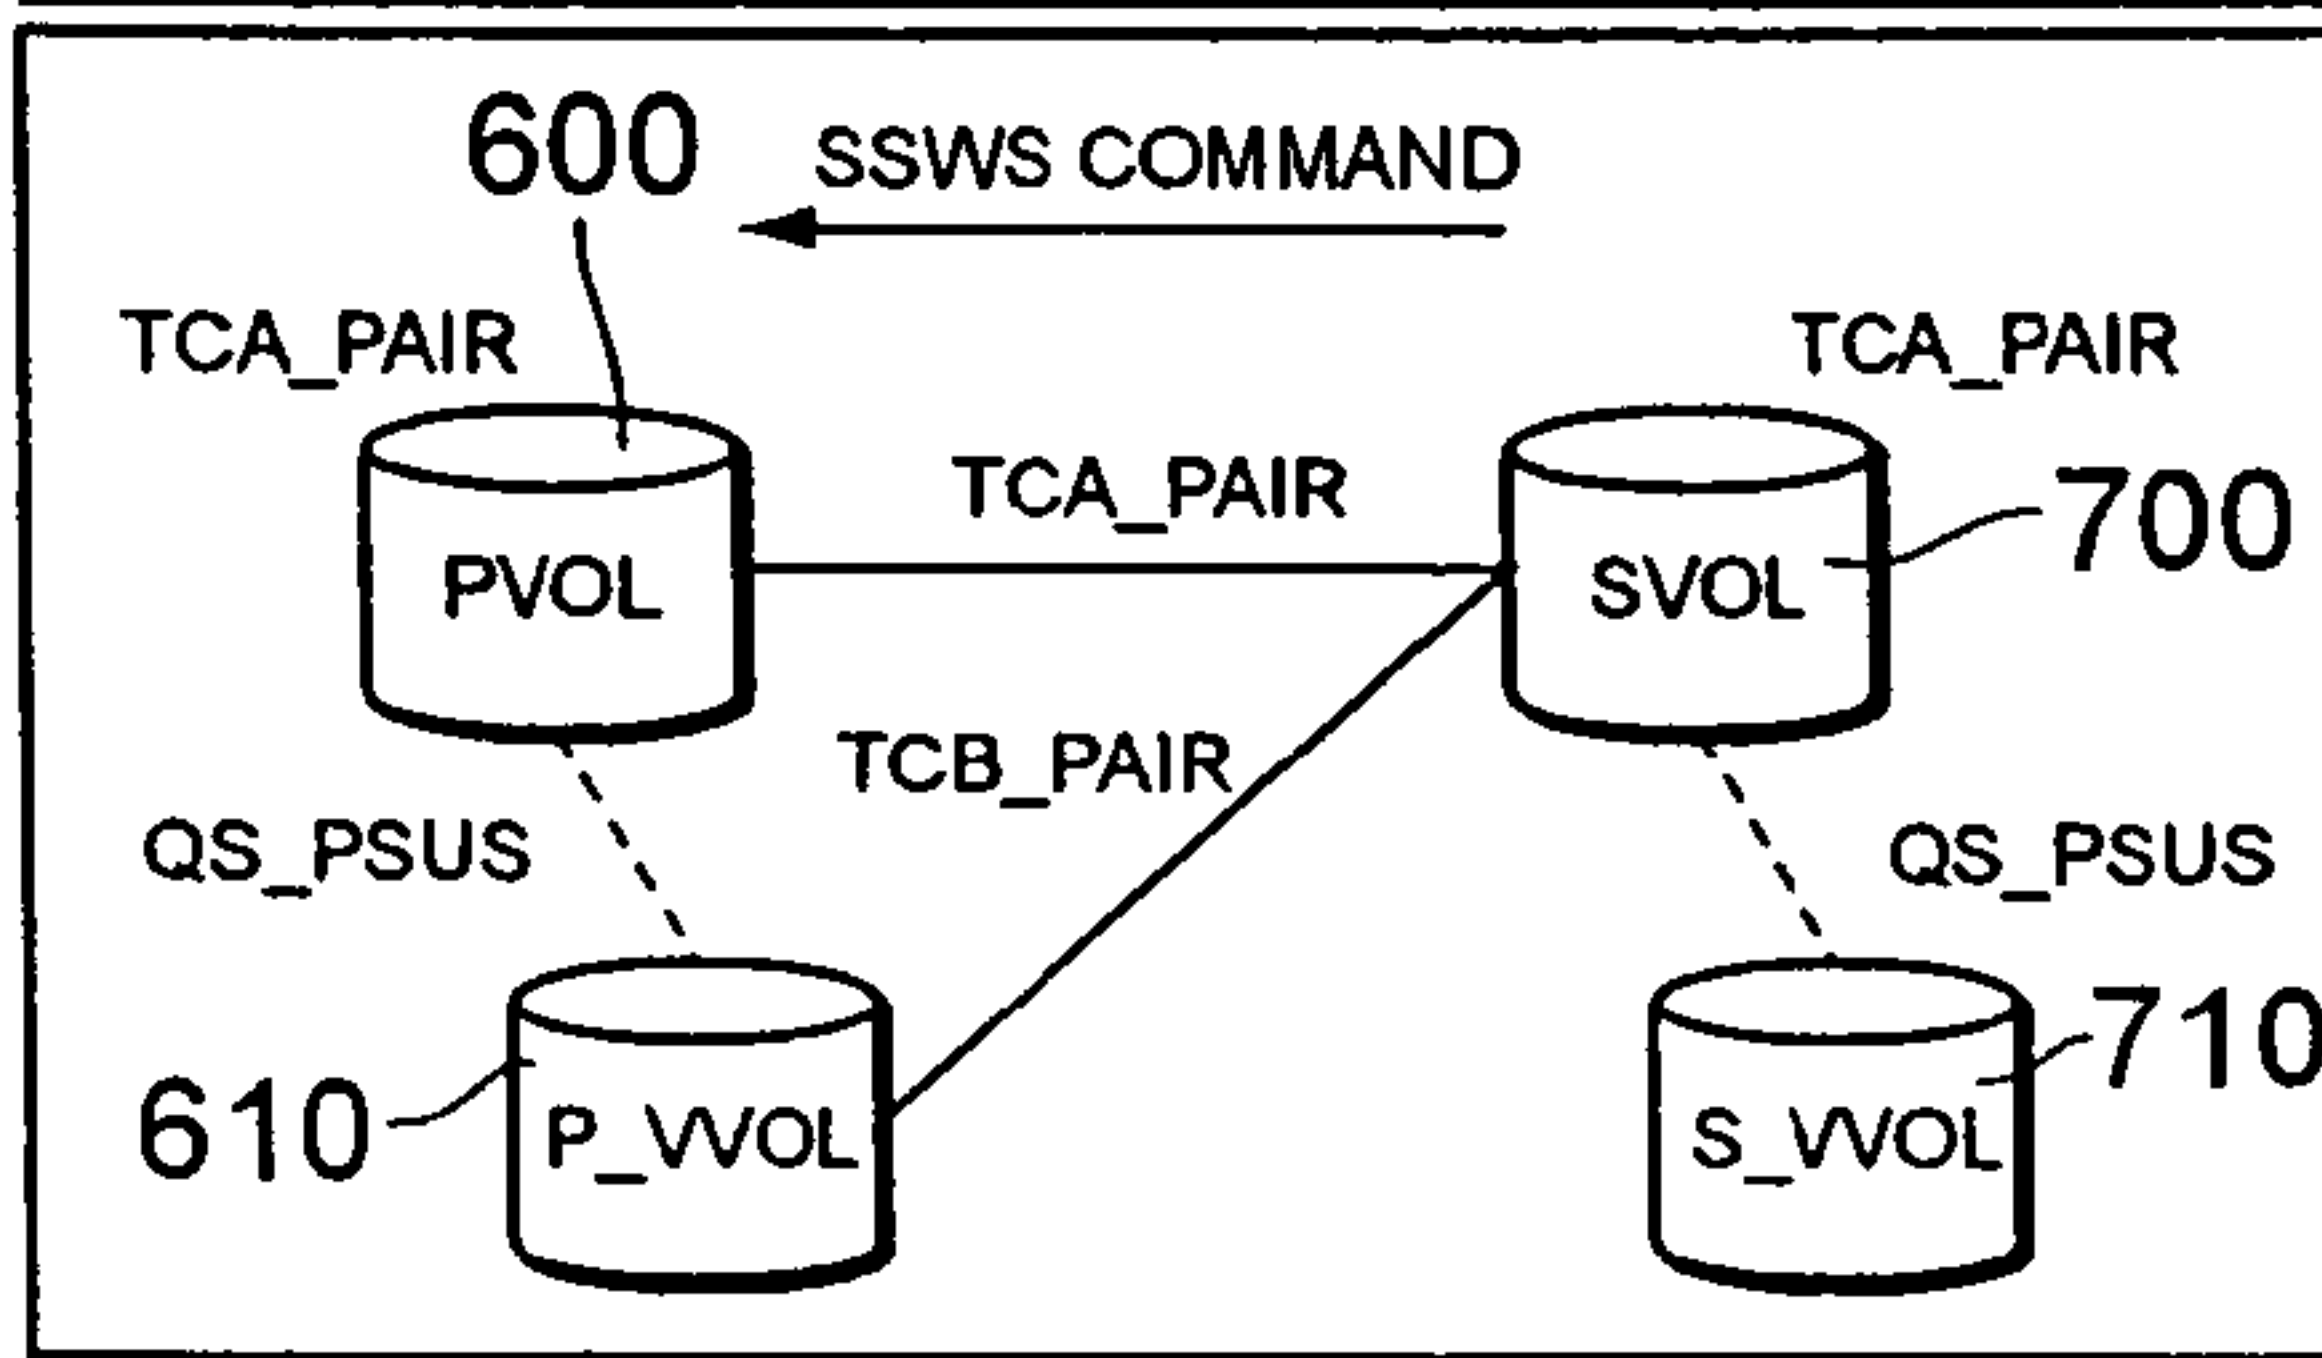 600
SSWS COMMAND
TCA_PAIR
TCA_PAIR
TCA_PAIR
700
PVOL
SVOL
TCB_PAIR
QS_PSUS
QS_PSUS
710
610
P_VVOL
S_VVOL